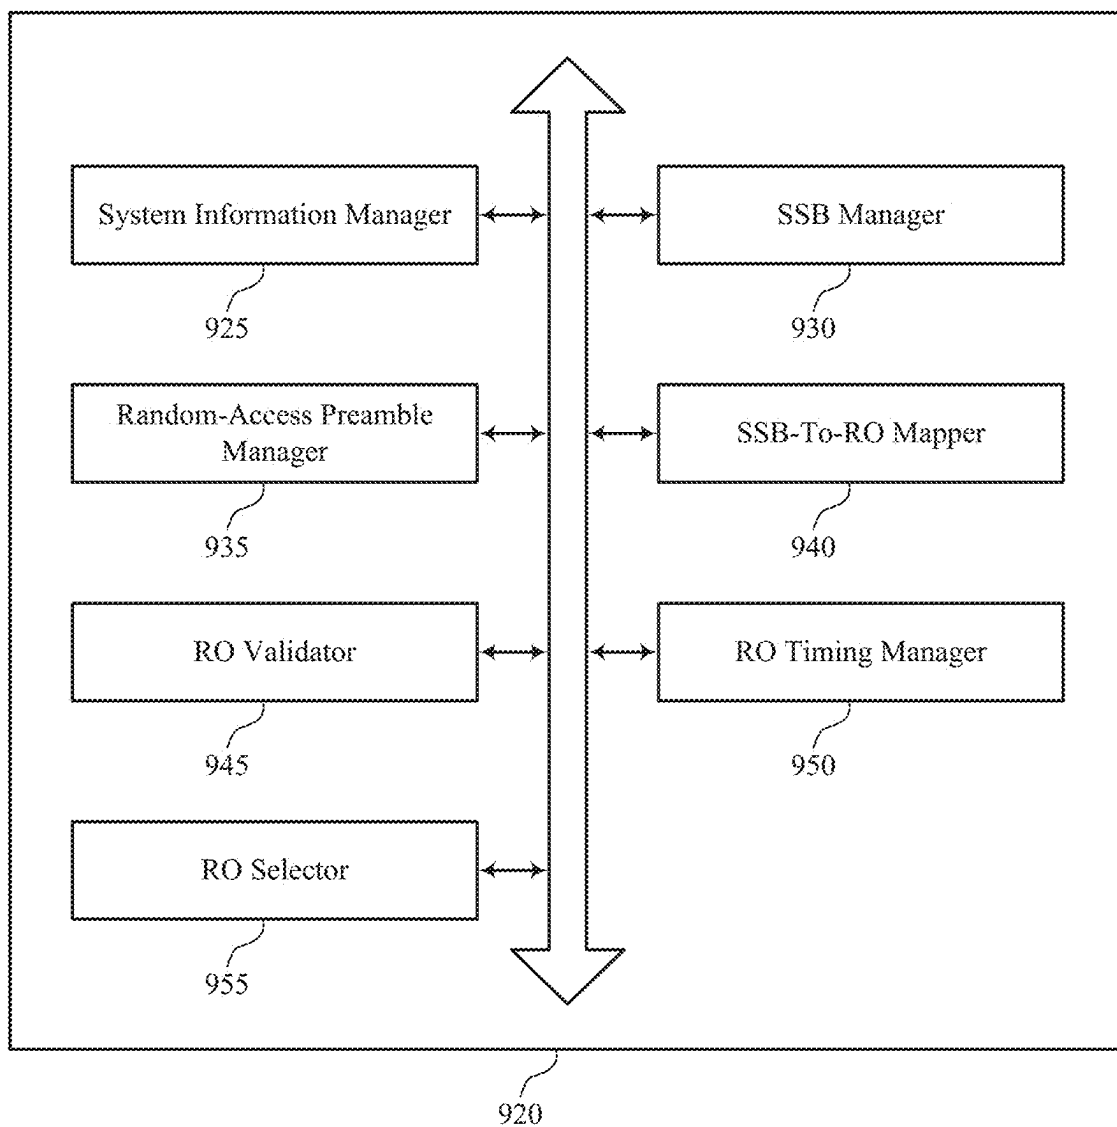 System Information Manager
925
SSB Manager
930
Random-Access Preamble
Manager
935
SSB-To-RO Mapper
940
RO Validator
945
RO Timing Manager
950
RO Selector
955
920